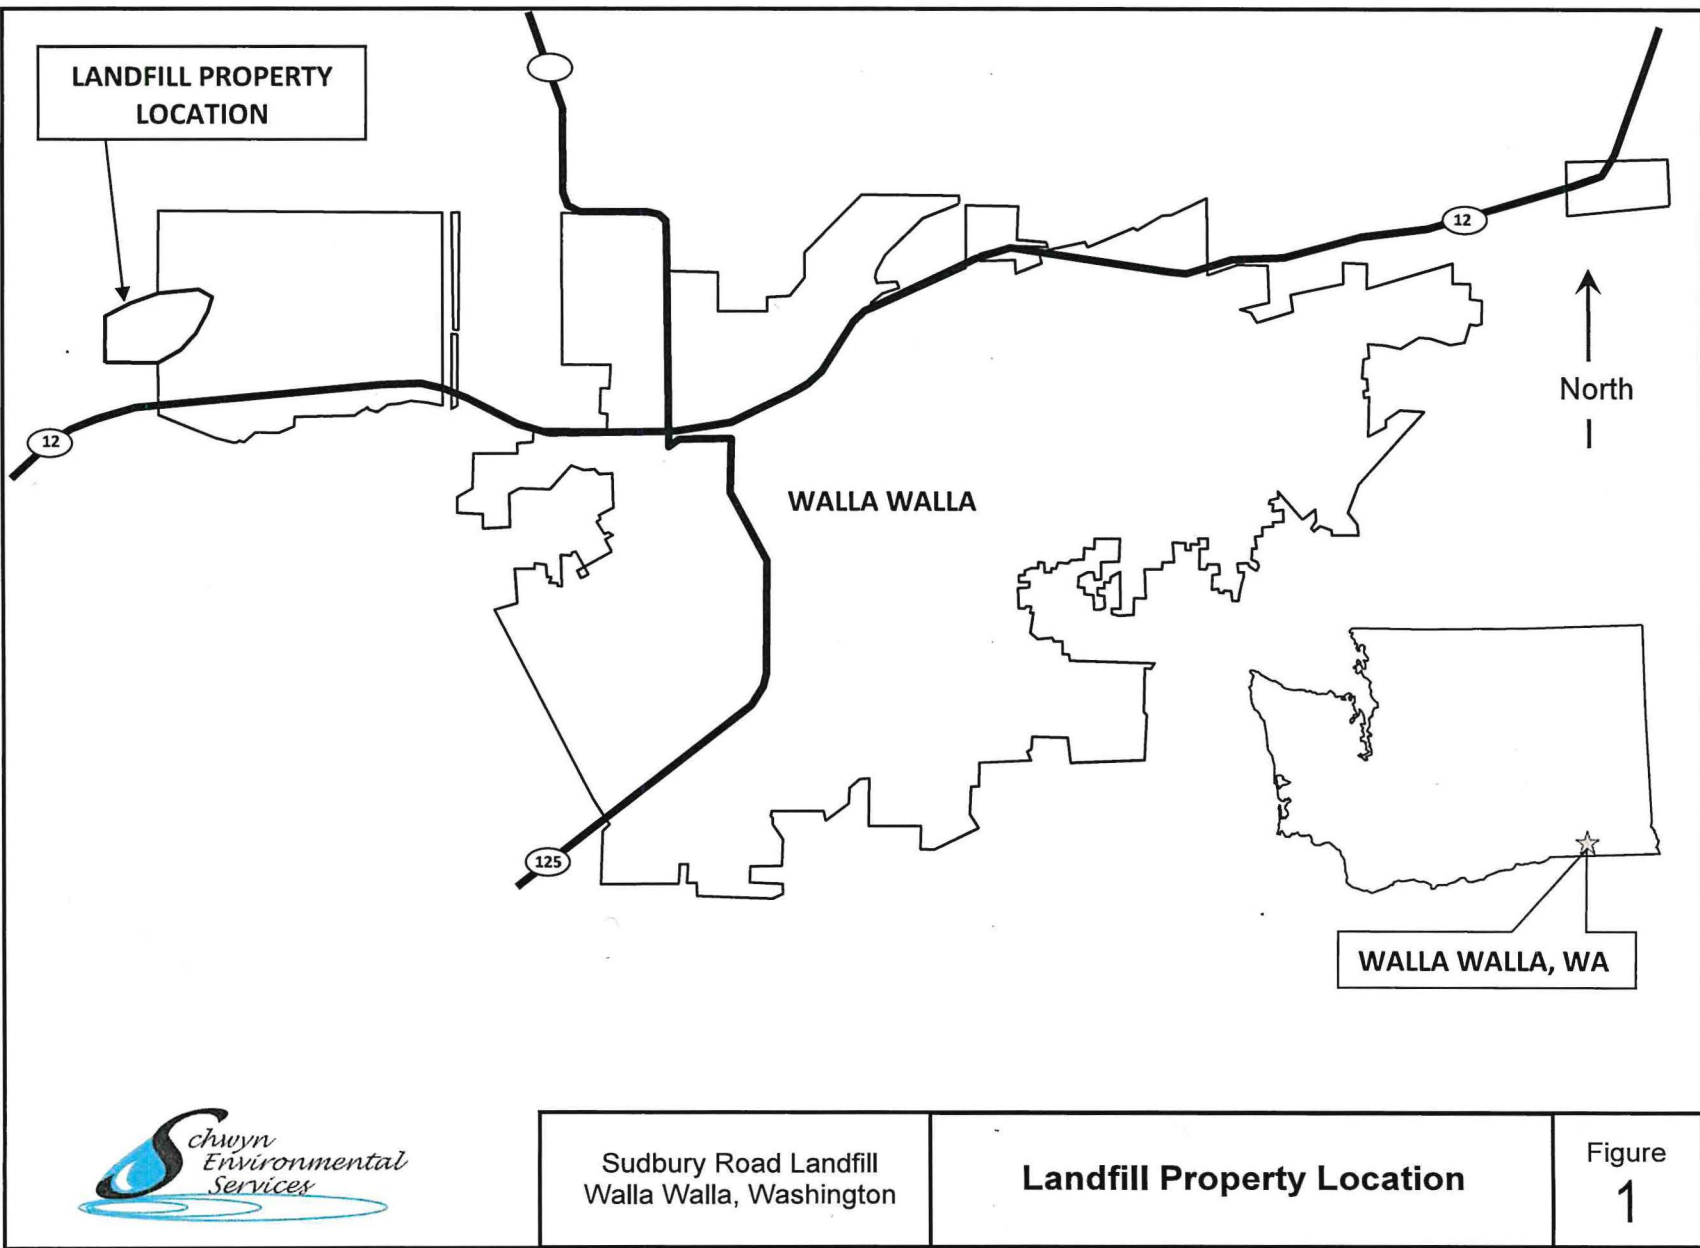 LANDFILL PROPERTY
LOCATION
12
12
North
WALLA WALLA
125
WALLA WALLA, WA
Schwyn
Environmental
Services
Sudbury Road Landfill
Walla Walla, Washington
Landfill Property Location
Figure
1